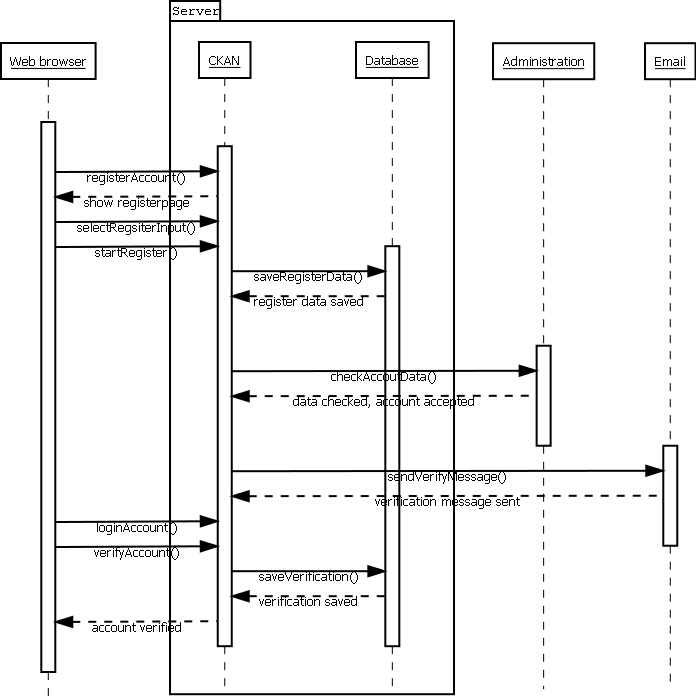 Server
Web browser
CKAN
Database
Administration
Email
registerAccount()
show registerpage
selectRegsiterInput()
startRegister()
saveRegisterData()
register data saved
checkAccoutData()
data checked, account accepted
sendVerifyMessage()
verification message sent
loginAccount()
verifyAccount()
saveVerification()
verification saved
account verified